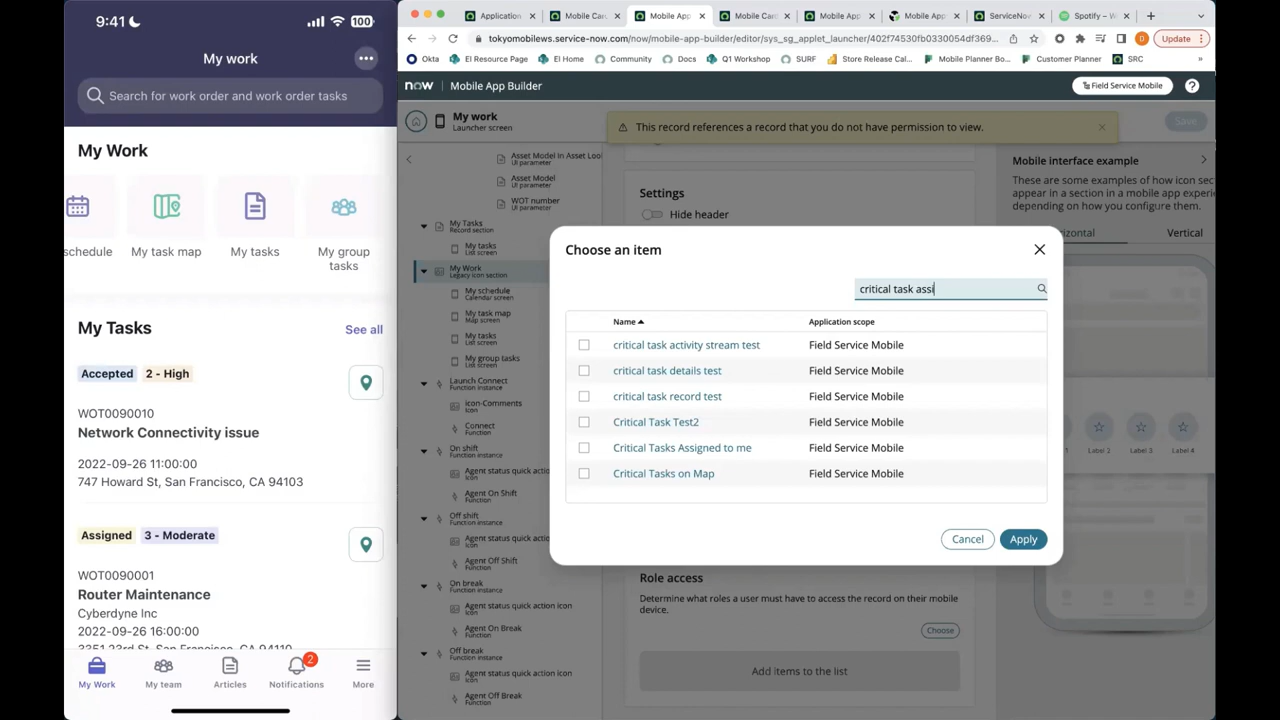 9:41
100
My work
Search for work order and work order tasks
My Work
schedule
My task map
My tasks
My group
tasks
My Tasks
See all
Accepted
2 - High
WOT0090010
Network Connectivity issue
2022-09-26 11:00:00
747 Howard St, San Francisco, CA 94103
Assigned
3 - Moderate
WOT0090001
Router Maintenance
Cyberdyne Inc
2022-09-26 16:00:00
3351 23rd St, San Francisco, CA 94110
My Work
My team
Articles
2
Notifications
More
Application
Mobile Car
Mobile App
Mobile Car
Mobile App
Mobile App
ServiceNo
Spotify – W
tokyomobilews.service-now.com/now/mobile-app-builder/editor/sys_sg_applet_launcher/402f74530fb0330054df369...
D
Update
Okta
EI Resource Page
EI Home
Community
Docs
Q1 Workshop
SURF
Store Release Cal...
Mobile Planner Bo...
Customer Planner
SRC
»
now
Mobile App Builder
Field Service Mobile
My work
Launcher screen
This record references a record that you do not have permission to view.
Save
Asset Model In Asset Loo
UI parameter
Asset Model
UI parameter
WOT number
UI parameter
My Tasks
Record section
My tasks
List screen
My Work
Legacy Icon section
My schedule
Calendar screen
My task map
Map screen
My tasks
List screen
My group tasks
List screen
Launch Connect
Function instance
icon-Comments
Icon
Connect
Function
On shift
Function instance
Agent status quick actio
Icon
Agent On Shift
Function
Off shift
Function instance
Agent status quick actio
Icon
Agent Off Shift
Function
On break
Function instance
Agent status quick action icon
Icon
Agent On Break
Function
Off break
Function instance
Agent status quick action icon
Icon
Agent Off Break
Function
Settings
Hide header
Choose an item
critical task assi
Name
Application scope
critical task activity stream test
Field Service Mobile
critical task details test
Field Service Mobile
critical task record test
Field Service Mobile
Critical Task Test2
Field Service Mobile
Critical Tasks Assigned to me
Field Service Mobile
Critical Tasks on Map
Field Service Mobile
Cancel
Apply
Role access
Determine what roles a user must have to access the record on their mobile
device.
Choose
Add items to the list
Mobile interface example
These are some examples of how icon sec
appear in a section in a mobile app experie
depending on how you configure them.
izontal
Vertical
1
Label 2
Label 3
Label 4